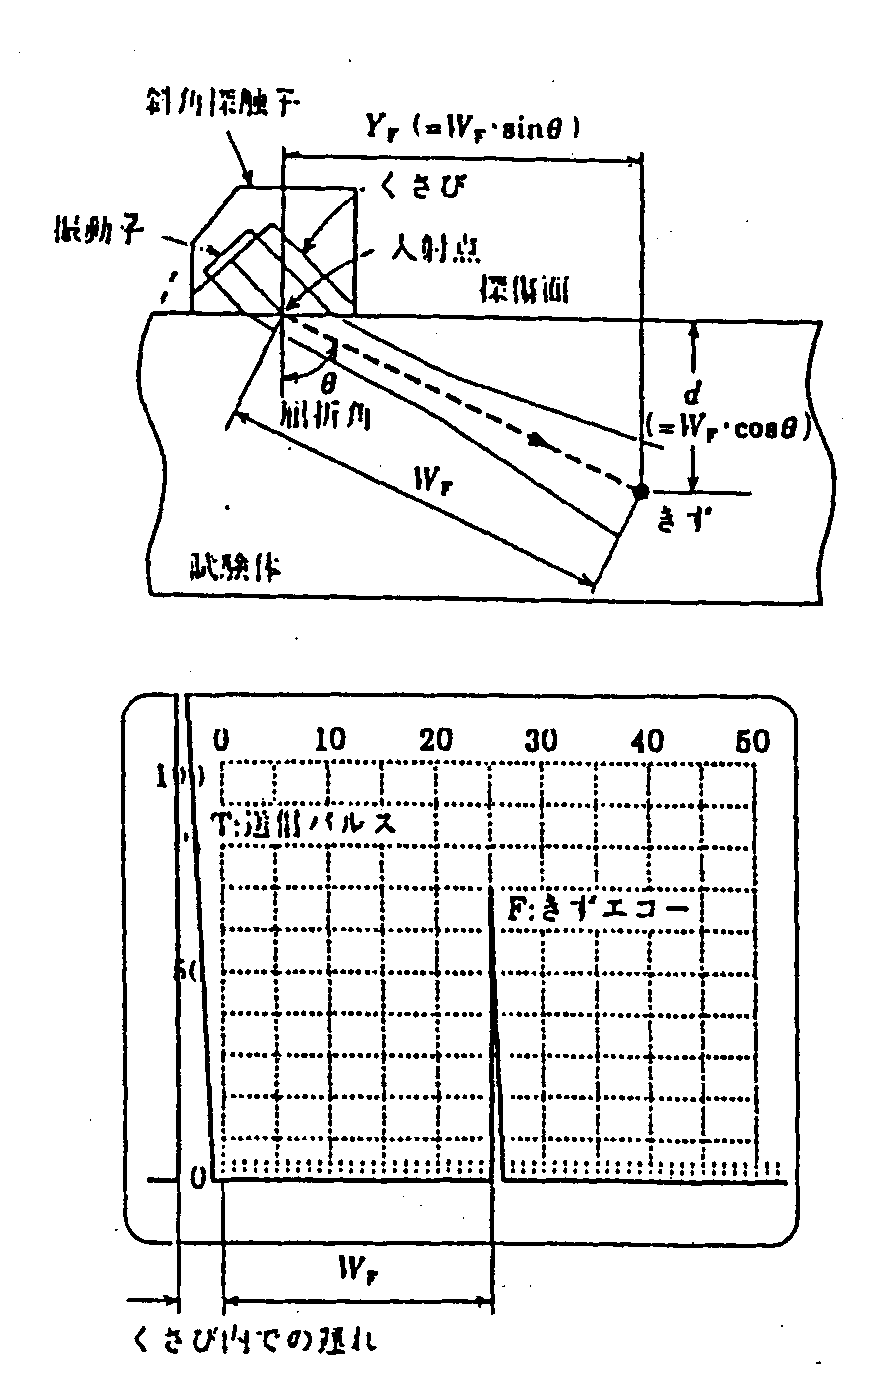 斜角探触子
Y_F (=W_F·sinθ)
くさび
振動子
入射点
探傷面
θ
屈折角
d
(=W_F·cosθ)
W_F
きず
試験体
0 10 20 30 40 50
100
T:送信パルス
F:きずエコー
50
0
W_F
くさび内での遅れ